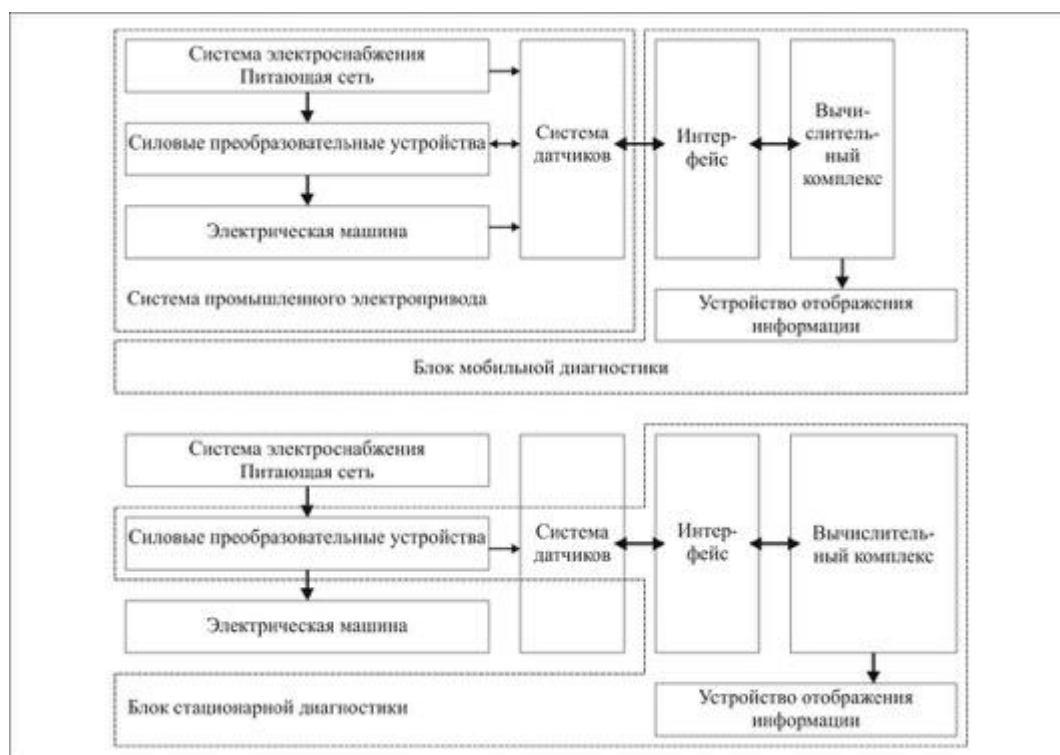 Система электроснабжения
Питающая сеть
Силовые преобразовательные устройства
Электрическая машина
Система промышленного электропривода
Система
датчиков
Интер-
фейс
Вычи-
слитель-
ный
комплекс
Устройство отображения
информации
Блок мобильной диагностики
Система электроснабжения
Питающая сеть
Силовые преобразовательные устройства
Электрическая машина
Система
датчиков
Интер-
фейс
Вычислитель-
ный комплекс
Устройство отображения
информации
Блок стационарной диагностики